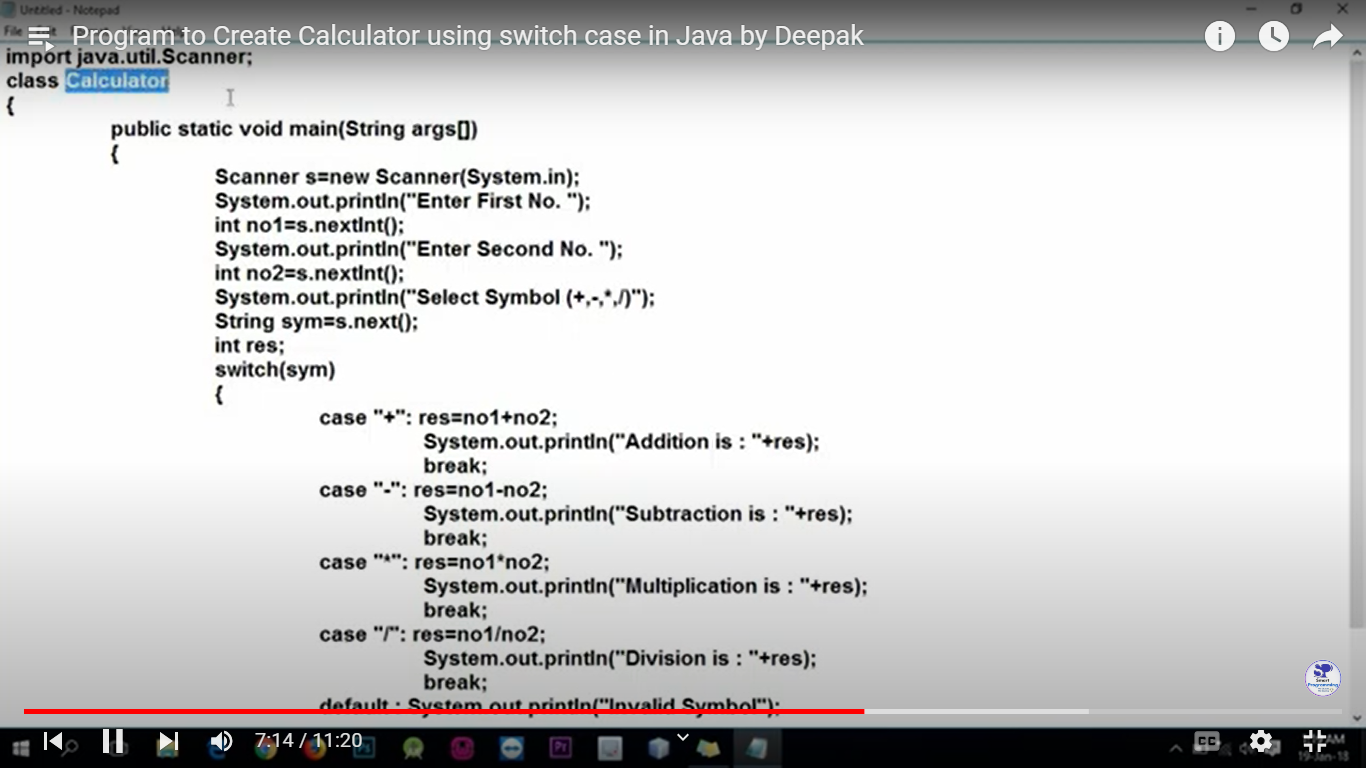 Untitled - Notepad
File
Program to Create Calculator using switch case in Java by Deepak
import java.util.Scanner;
class Calculator
{
public static void main(String args[])
{
Scanner s=new Scanner(System.in);
System.out.println("Enter First No. ");
int no1=s.nextInt();
System.out.println("Enter Second No. ");
int no2=s.nextInt();
System.out.println("Select Symbol (+,-,*,/)");
String sym=s.next();
int res;
switch(sym)
{
case "+": res=no1+no2;
System.out.println("Addition is : "+res);
break;
case "-": res=no1-no2;
System.out.println("Subtraction is : "+res);
break;
case "*": res=no1*no2;
System.out.println("Multiplication is : "+res);
break;
case "/": res=no1/no2;
System.out.println("Division is : "+res);
break;
default : System.out.println("Invalid Symbol");
Smart
Programming
7:14 / 11:20
CC
Ps
Pr
AM
19-Jan-18